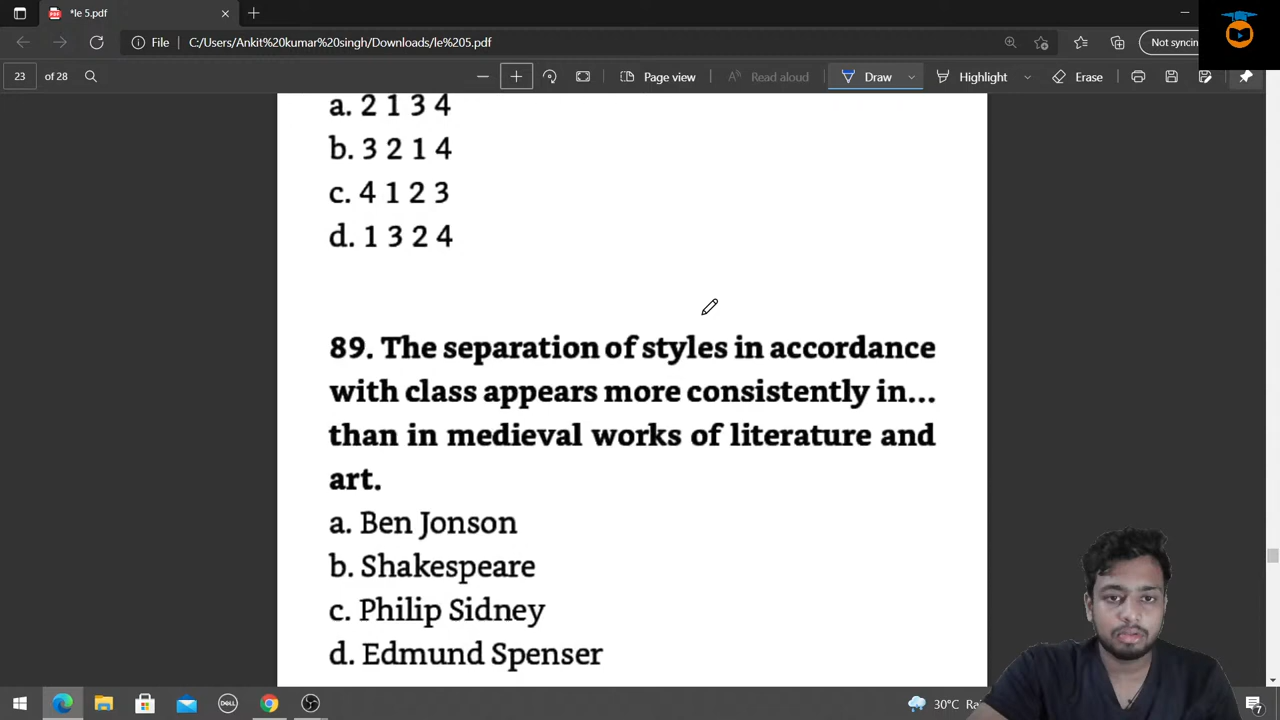 *le 5.pdf
File C:/Users/Ankit%20kumar%20singh/Downloads/le%205.pdf
Not syncin
23 of 28
Page view
Read aloud
Draw
Highlight
Erase
a. 2 1 3 4
b. 3 2 1 4
c. 4 1 2 3
d. 1 3 2 4
89. The separation of styles in accordance
with class appears more consistently in...
than in medieval works of literature and
art.
a. Ben Jonson
b. Shakespeare
c. Philip Sidney
d. Edmund Spenser
DELL
30°C Ra
7